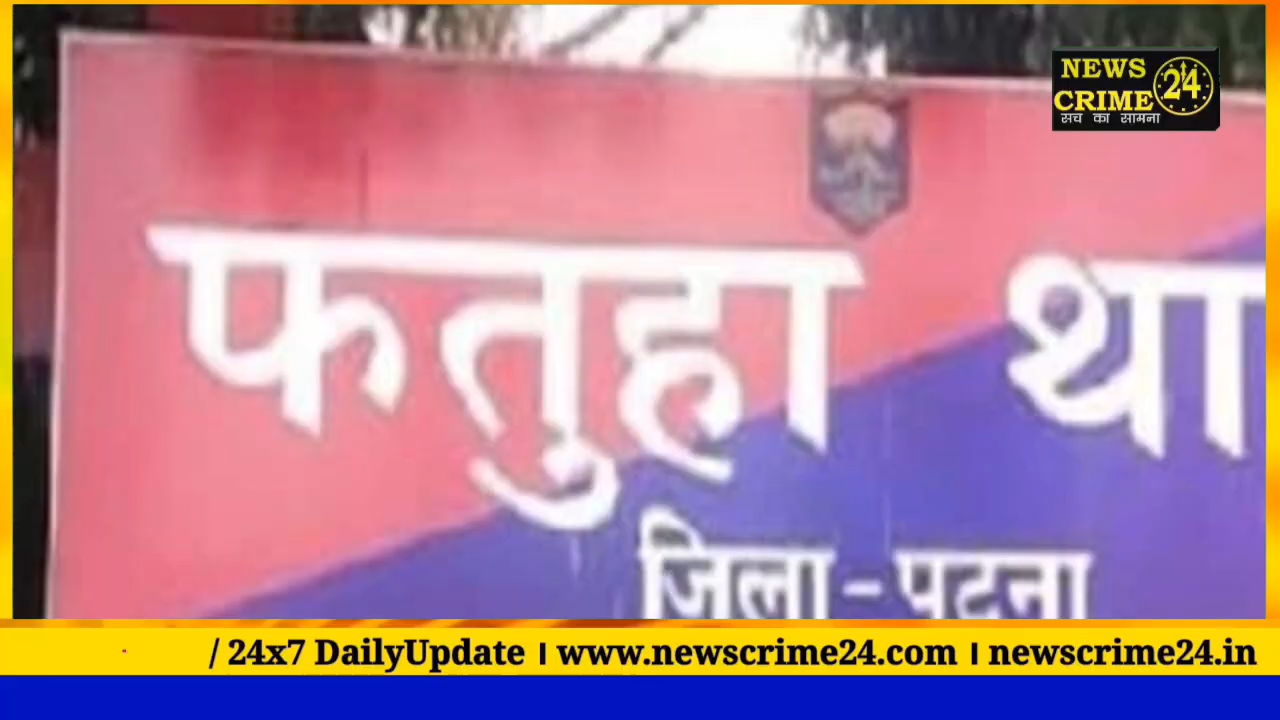 NEWS
CRIME 24
सच का सामना
फतुहा था
जिला - पटना
/ 24x7 DailyUpdate । www.newscrime24.com । newscrime24.in